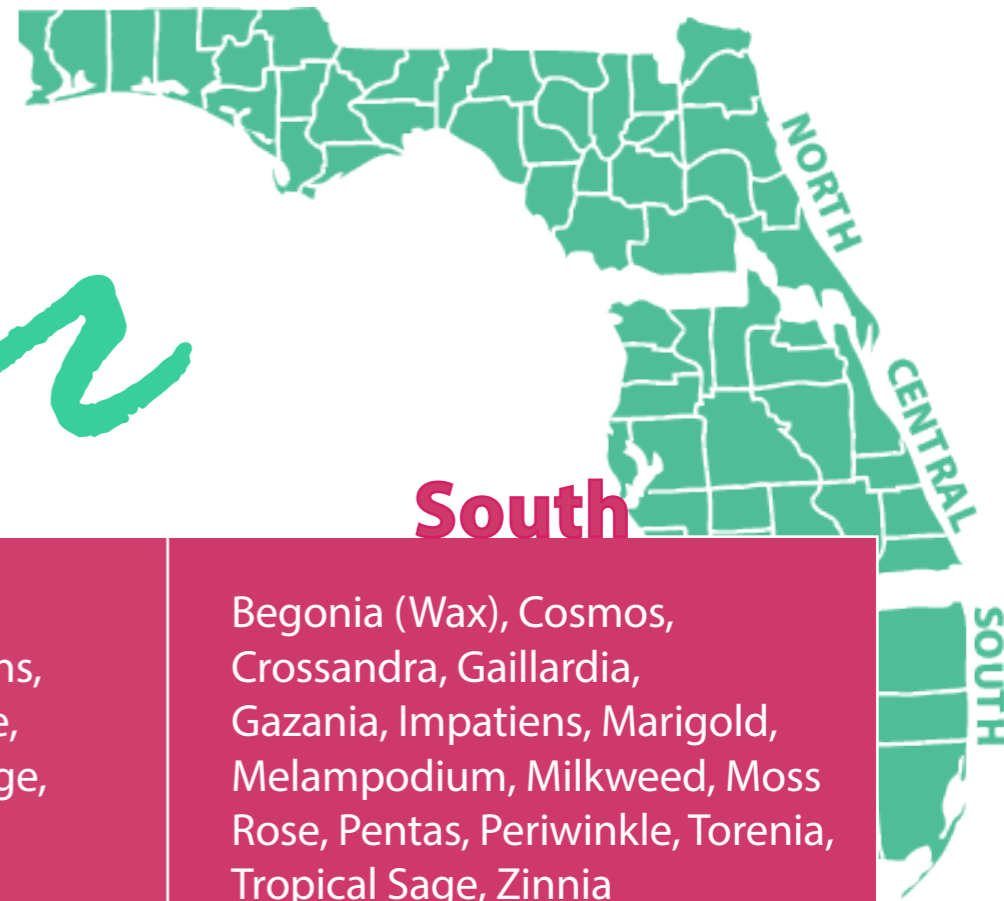 NORTH
CENTRAL
SOUTH
South
Begonia (Wax), Cosmos,
Crossandra, Gaillardia,
Gazania, Impatiens, Marigold,
Melampodium, Milkweed, Moss
Rose, Pentas, Periwinkle, Torenia,
Tropical Sage, Zinnia